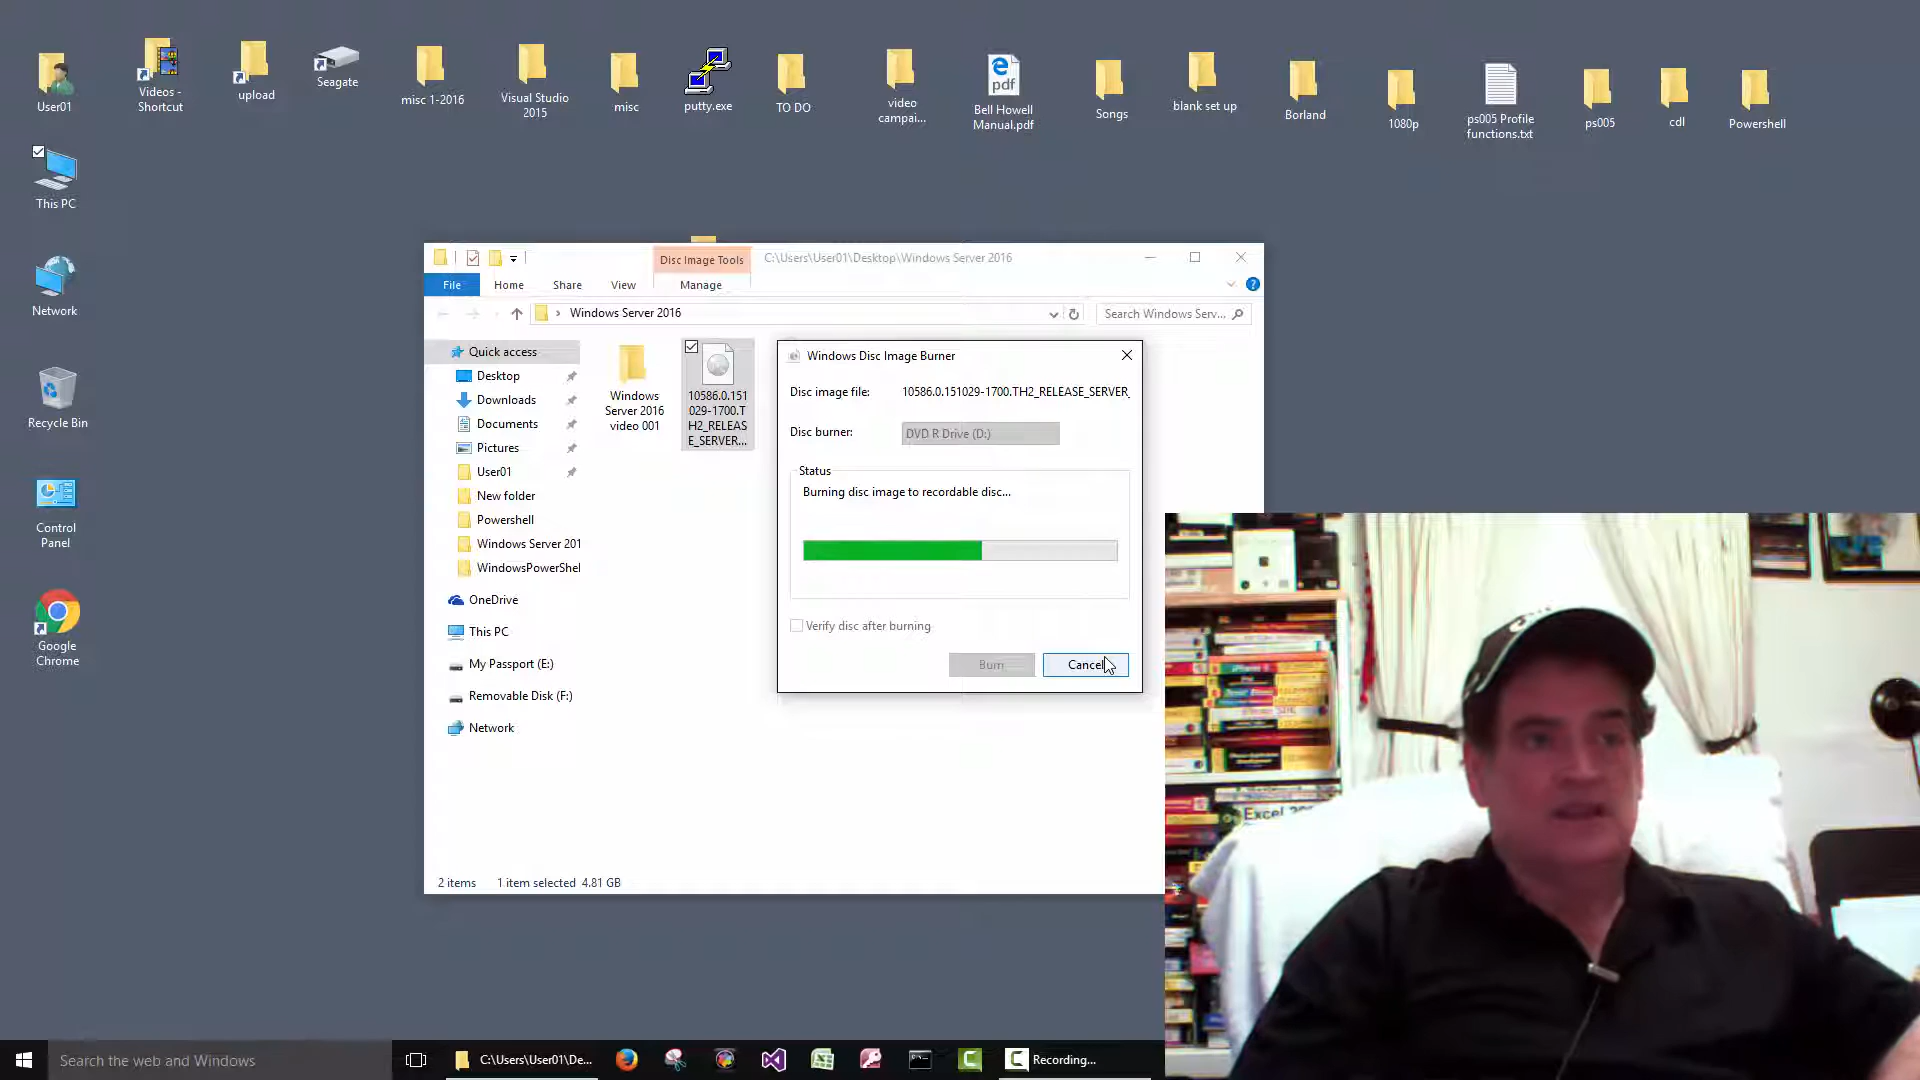 User01
Videos -
Shortcut
upload
Seagate
misc 1-2016
Visual Studio
2015
misc
putty.exe
TO DO
video
campai...
pdf
Bell Howell
Manual.pdf
Songs
blank set up
Borland
1080p
ps005 Profile
functions.txt
ps005
cdl
Powershell
This PC
Network
Recycle Bin
Control
Panel
Google
Chrome
Disc Image Tools
C:\Users\User01\Desktop\Windows Server 2016
File
Home
Share
View
Manage
Windows Server 2016
Search Windows Serv...
Quick access
Desktop
Downloads
Documents
Pictures
User01
New folder
Powershell
Windows Server 201
WindowsPowerShel
OneDrive
This PC
My Passport (E:)
Removable Disk (F:)
Network
Windows
Server 2016
video 001
10586.0.151
029-1700.T
H2_RELEAS
E_SERVER...
2 items
1 item selected 4.81 GB
Windows Disc Image Burner
Disc image file:
10586.0.151029-1700.TH2_RELEASE_SERVER_
Disc burner:
DVD R Drive (D:)
Status
Burning disc image to recordable disc...
Verify disc after burning
Burn
Cancel
Excel
Search the web and Windows
C:\Users\User01\De...
Recording...